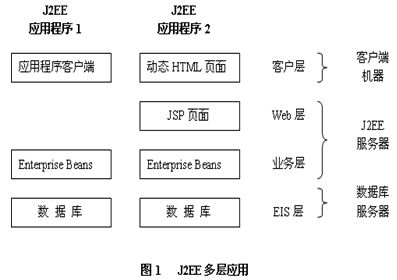 J2EE
应用程序 1
J2EE
应用程序 2
应用程序客户端
动态 HTML 页面
客户层
客户端
机器
JSP 页面
Web 层
J2EE
服务器
Enterprise Beans
Enterprise Beans
业务层
数 据 库
数 据 库
EIS 层
数据库
服务器
图 1 J2EE 多层应用